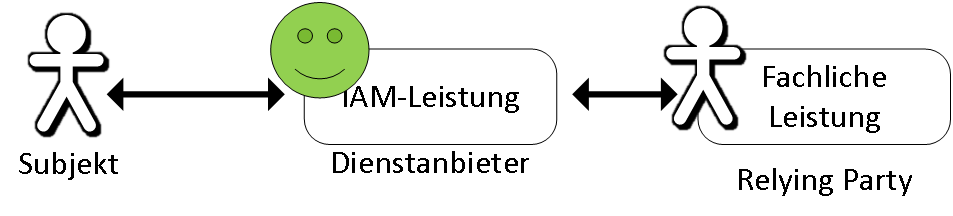 IAM-Leistung
Fachliche
Leistung
Subjekt
Dienstanbieter
Relying Party